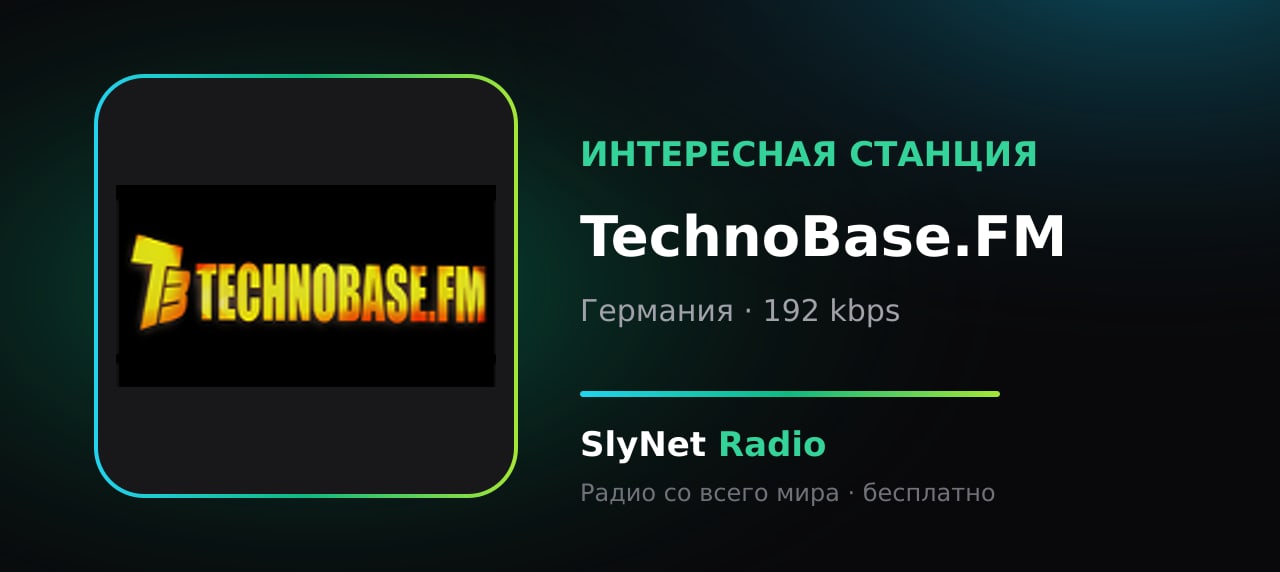 TB TECHNOBASE.FM
ИНТЕРЕСНАЯ СТАНЦИЯ
TechnoBase.FM
Германия · 192 kbps
SlyNet Radio
Радио со всего мира · бесплатно